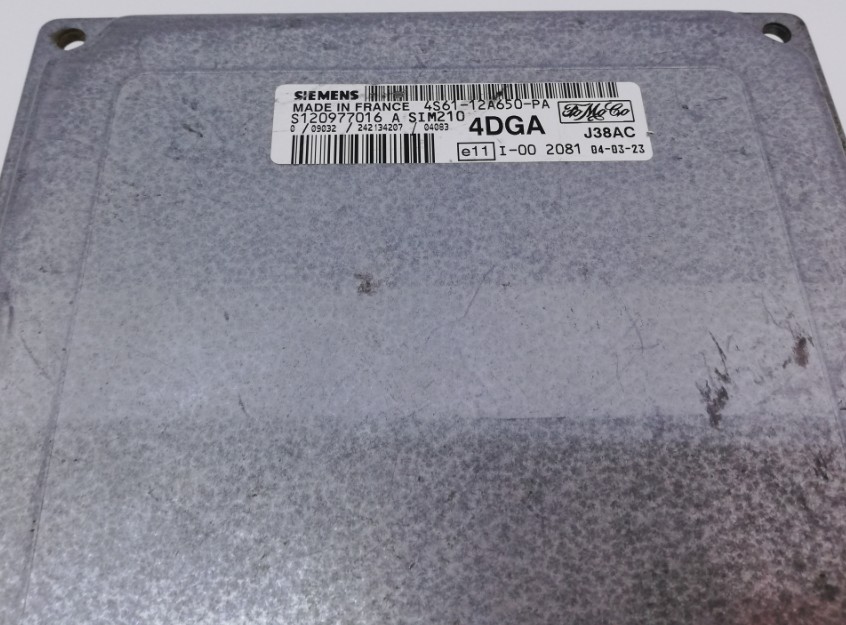 SIEMENS
MADE IN FRANCE 4S61-12A650-PA
S120977016 A SIM210
0 / 09032 / 242134207 / 04083
4DGA
FoMoCo
J38AC
e11 I-00 2081 04-03-23